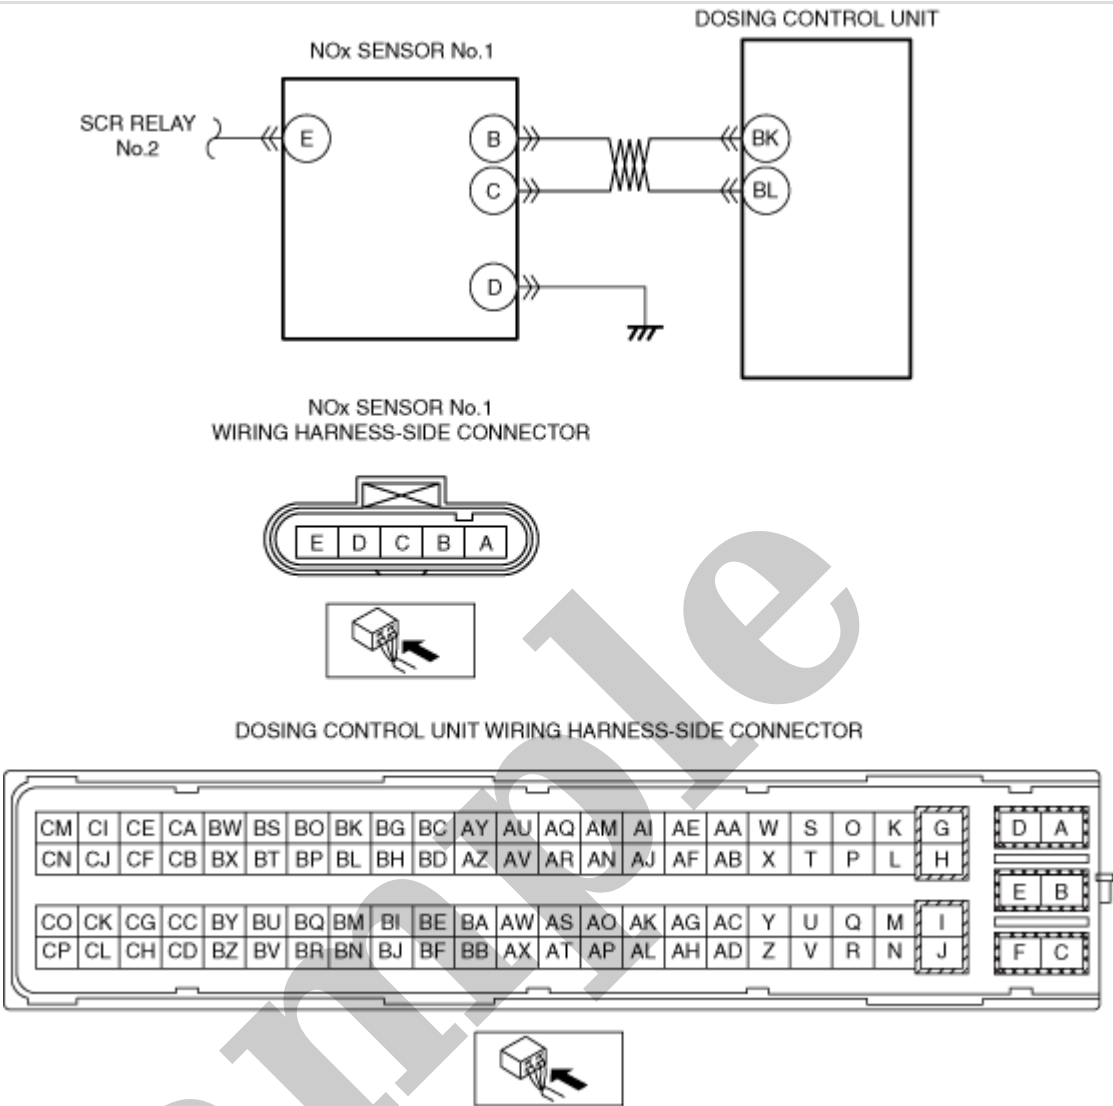 DOSING CONTROL UNIT
NOx SENSOR No.1
SCR RELAY
No.2
E
B
BK
C
BL
D
NOx SENSOR No.1
WIRING HARNESS-SIDE CONNECTOR
E D C B A
DOSING CONTROL UNIT WIRING HARNESS-SIDE CONNECTOR
CM CI CE CA BW BS BO BK BG BC AY AU AQ AM AI AE AA W S O K G D A
CN CJ CF CB BX BT BP BL BH BD AZ AV AR AN AJ AF AB X T P L H
E B
CO CK CG CC BY BU BQ BM BI BE BA AW AS AO AK AG AC Y U Q M I
CP CL CH CD BZ BV BR BN BJ BF BB AX AT AP AL AH AD Z V R N J F C